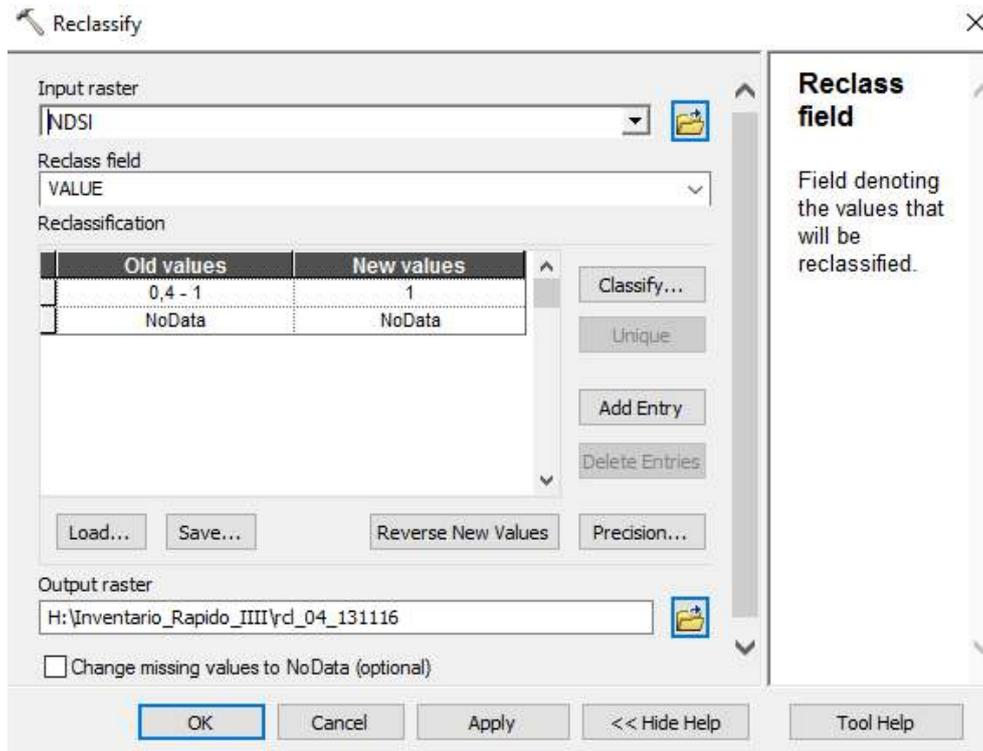 Reclassify
Input raster
NDSI
Reclass field
VALUE
Reclassification
Old values New values
0,4 - 1 1
NoData NoData
Classify...
Unique
Add Entry
Delete Entries
Load... Save... Reverse New Values Precision...
Output raster
H:\Inventario_Rapido_IIII\rcl_04_131116
Change missing values to NoData (optional)
OK Cancel Apply << Hide Help Tool Help
Reclass
field
Field denoting
the values that
will be
reclassified.